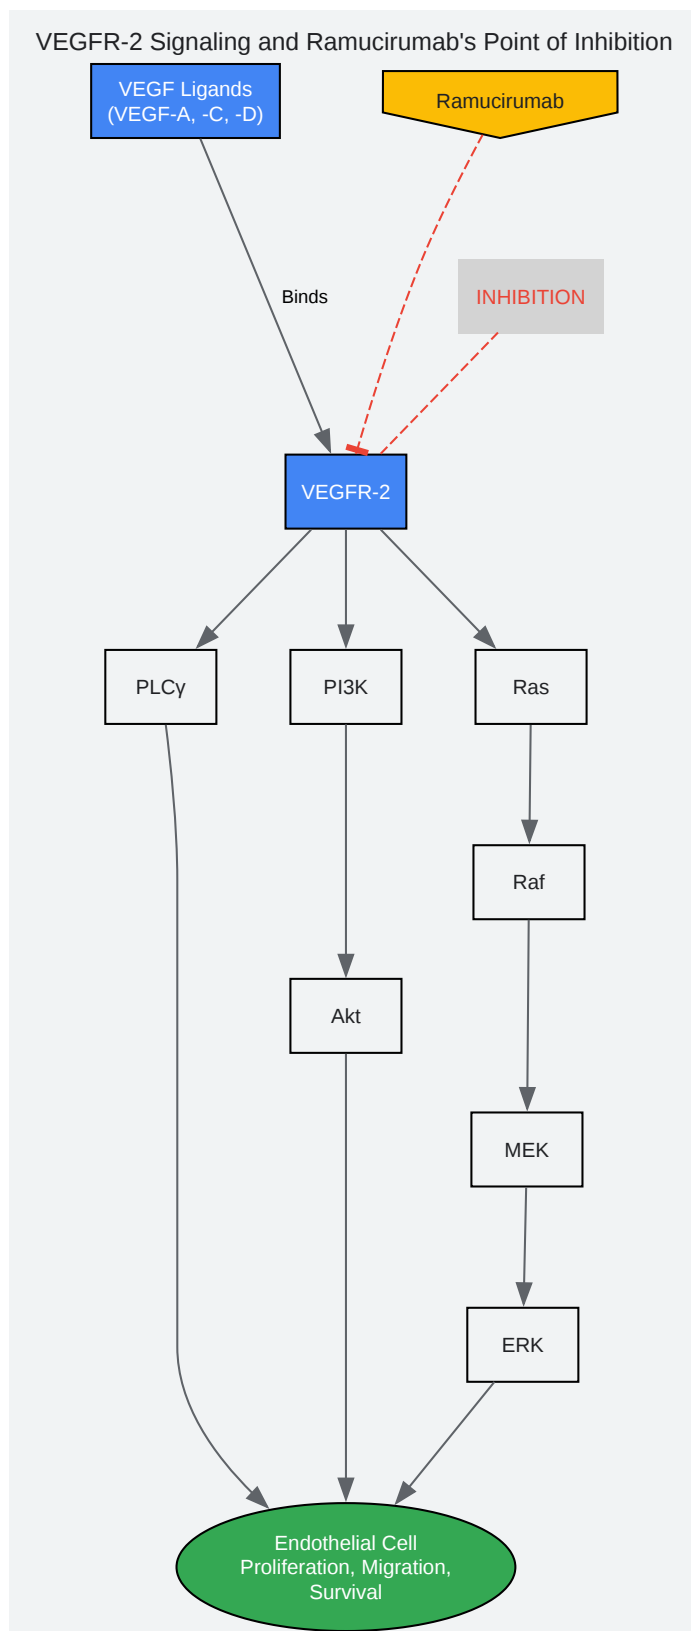 VEGFR-2 Signaling and Ramucirumab's Point of Inhibition
VEGF Ligands
(VEGF-A, -C, -D)
Ramucirumab
Binds
INHIBITION
VEGFR-2
PLCγ
PI3K
Ras
Raf
Akt
MEK
ERK
Endothelial Cell
Proliferation, Migration,
Survival